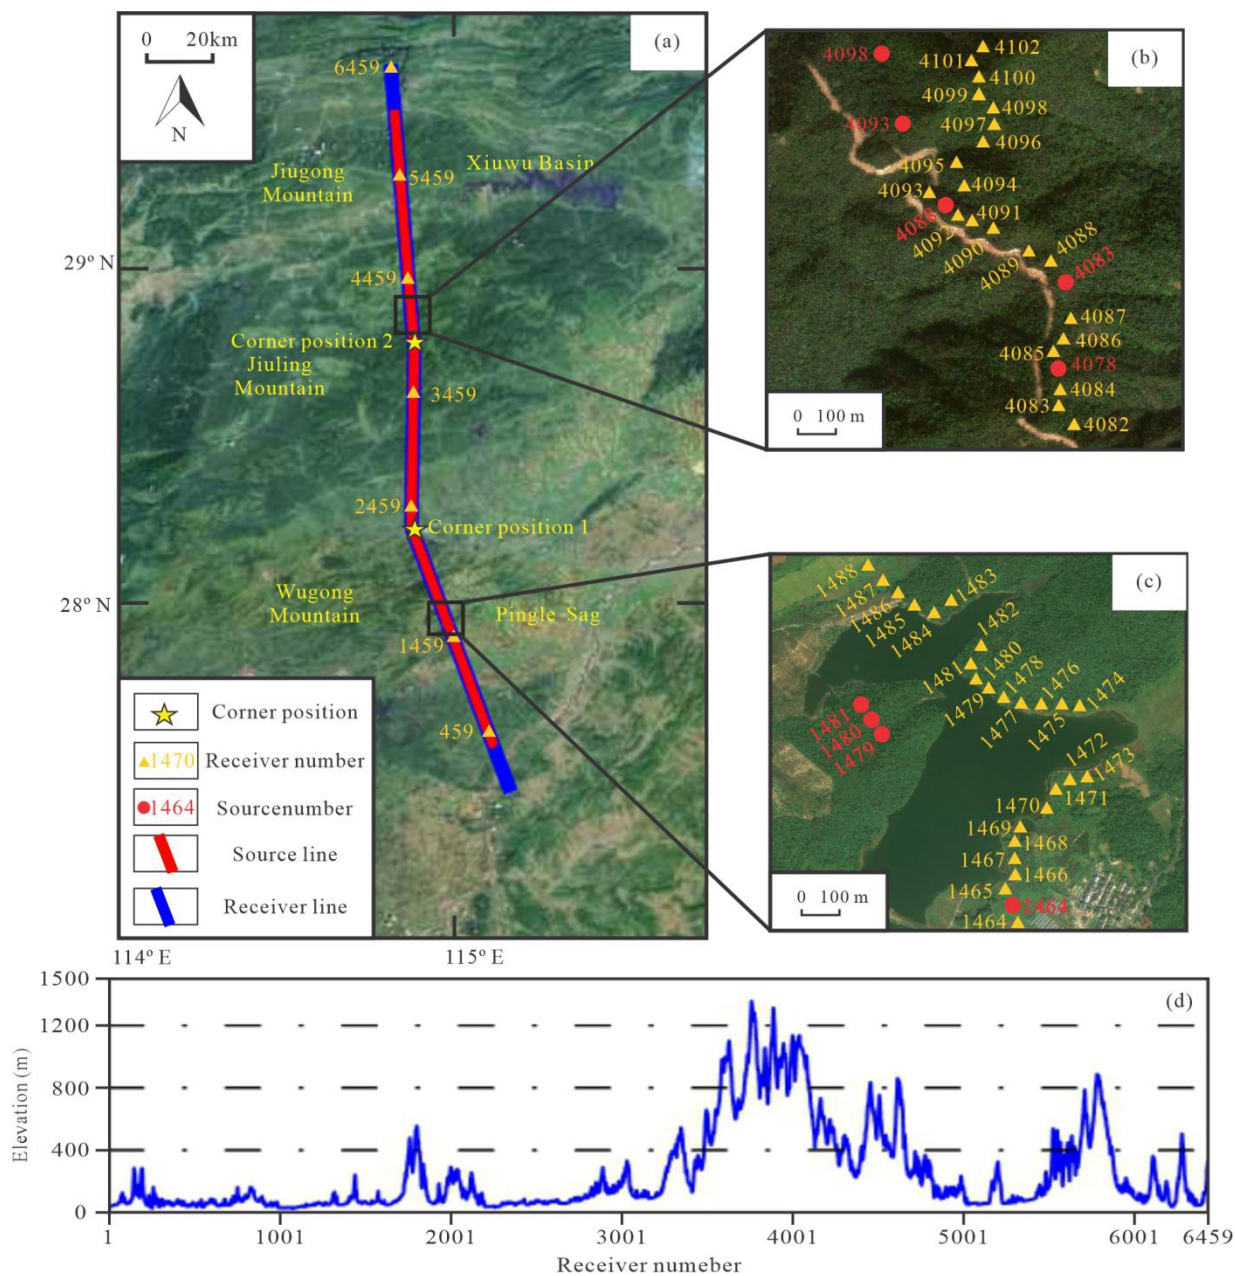 0 20km
N
(a)
6459
Jiugong
Mountain
Xiuwu Basin
5459
29° N
4459
Corner position 2
Jiuling
Mountain
3459
2459
Corner position 1
Wugong
Mountain
Pingle Sag
28° N
1459
459
Corner position
1470 Receiver number
1464 Sourcenumber
Source line
Receiver line
114° E
115° E
(b)
4098
4102
4101
4100
4099
4098
4093
4097
4096
4095
4094
4093
4088
4091
4092
4090
4089
4088
4083
4087
4086
4085
4078
4084
4083
4082
0 100 m
(c)
1488
1487
1486
1485
1484
1483
1482
1481
1480
1479
1478
1477
1476
1475
1474
1481
1480
1479
1472
1473
1471
1470
1469
1468
1467
1466
1465
1464
1464
0 100 m
(d)
Elevation (m)
1500
1200
800
400
0
1 1001 2001 3001 4001 5001 6001 6459
Receiver numeber